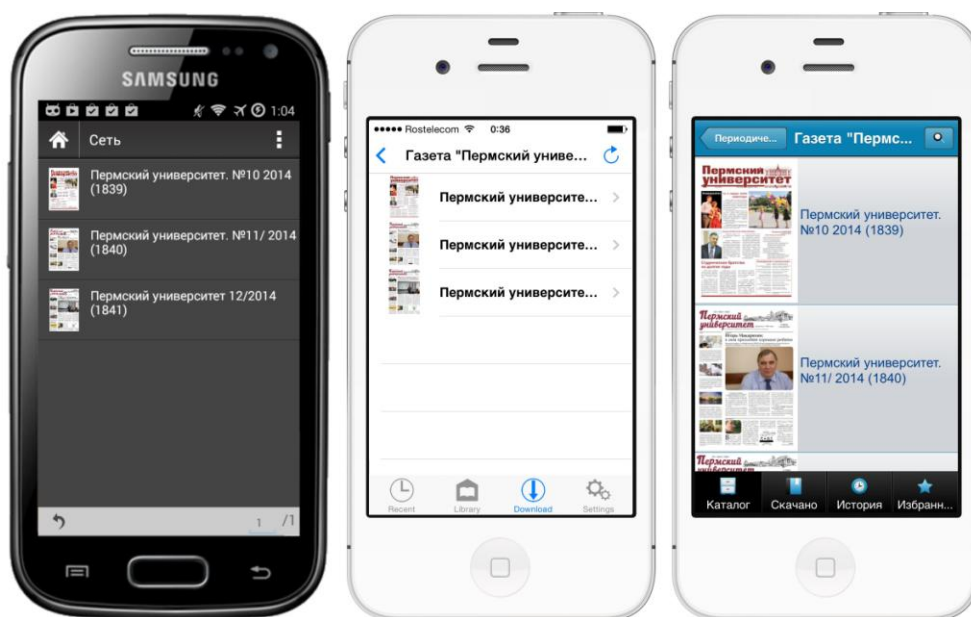 SAMSUNG
1:04
Сеть
Пермский университет. №10 2014
(1839)
Пермский университет. №11/ 2014
(1840)
Пермский университет 12/2014
(1841)
1 /1
Rostelecom 0:36
Газета "Пермский униве...
Пермский университе...
Пермский университе...
Пермский университе...
Recent Library Download Settings
Периодиче... Газета "Пермс...
Пермский
университет
Пермский университет.
№10 2014 (1839)
Пермский
университет
Пермский университет.
№11/ 2014 (1840)
Пермский
университет
Каталог Скачано История Избранн...